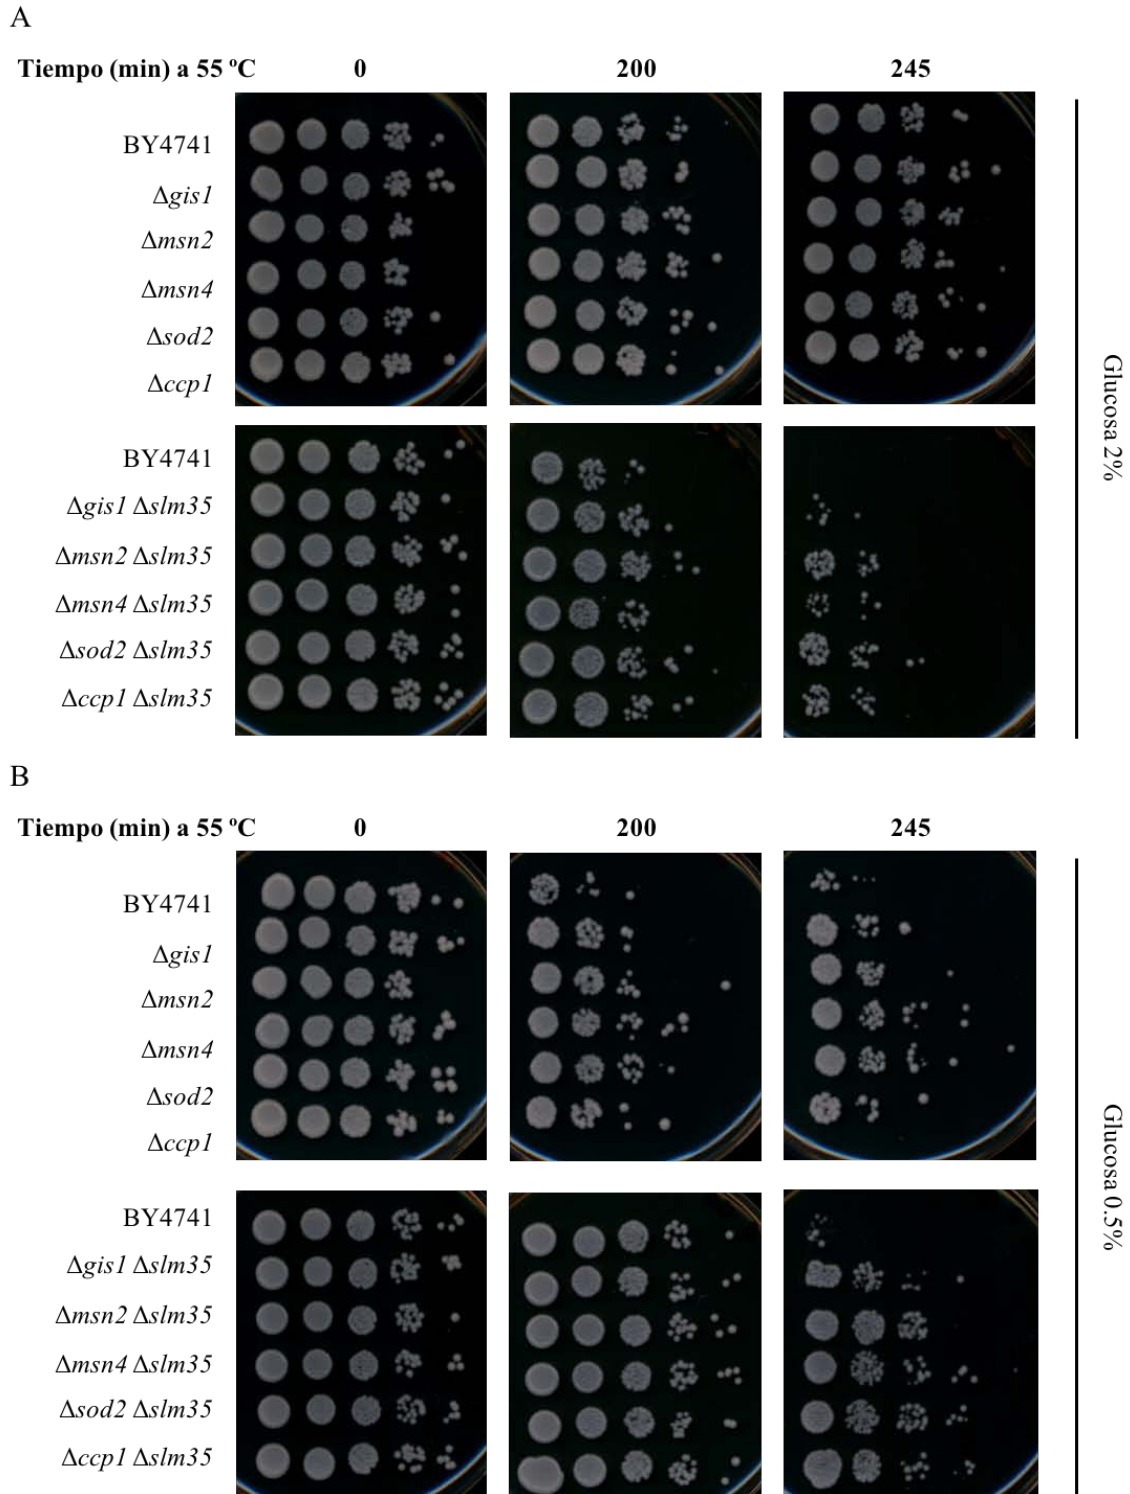 A
Tiempo (min) a 55 ºC 0 200 245
BY4741
Δgis1
Δmsn2
Δmsn4
Δsod2
Δccp1
Glucosa 2%
BY4741
Δgis1 Δslm35
Δmsn2 Δslm35
Δmsn4 Δslm35
Δsod2 Δslm35
Δccp1 Δslm35
B
Tiempo (min) a 55 ºC 0 200 245
BY4741
Δgis1
Δmsn2
Δmsn4
Δsod2
Δccp1
Glucosa 0.5%
BY4741
Δgis1 Δslm35
Δmsn2 Δslm35
Δmsn4 Δslm35
Δsod2 Δslm35
Δccp1 Δslm35